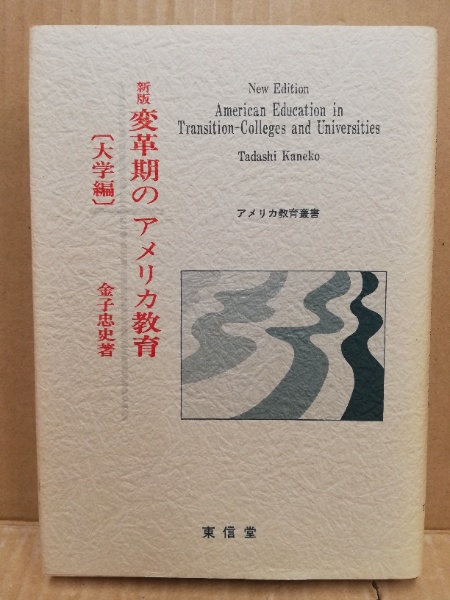 新版 変革期のアメリカ教育
〔大学編〕
金子忠史著
New Edition
American Education in
Transition-Colleges and Universities
Tadashi Kaneko
アメリカ教育叢書
東信堂